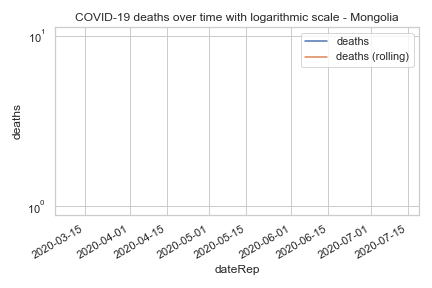 COVID-19 deaths over time with logarithmic scale - Mongolia
deaths
deaths (rolling)
10¹
10⁰
deaths
2020-03-15
2020-04-01
2020-04-15
2020-05-01
2020-05-15
2020-06-01
2020-06-15
2020-07-01
2020-07-15
dateRep